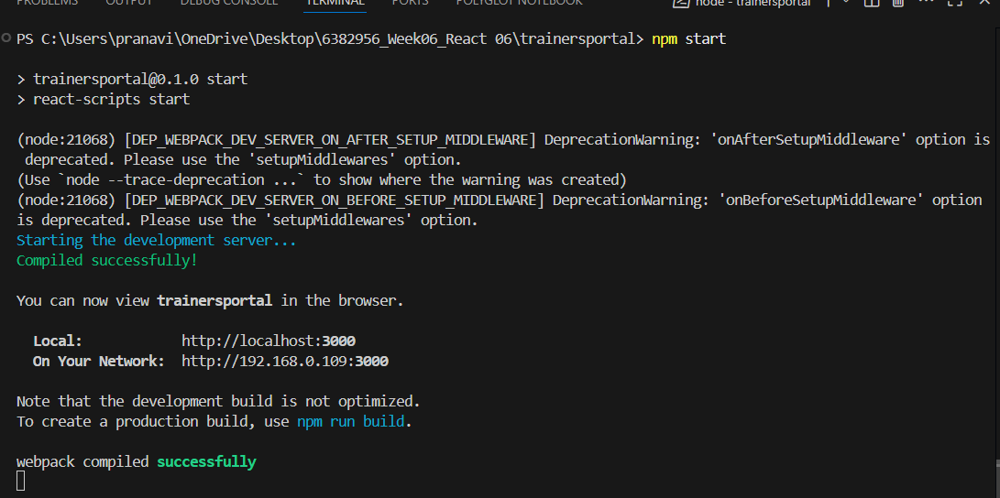 PROBLEMS OUTPUT DEBUG CONSOLE TERMINAL PORTS POLYGLOT NOTEBOOK node - trainersportal
PS C:\Users\pranavi\OneDrive\Desktop\6382956_Week06_React 06\trainersportal> npm start
> trainersportal@0.1.0 start
> react-scripts start
(node:21068) [DEP_WEBPACK_DEV_SERVER_ON_AFTER_SETUP_MIDDLEWARE] DeprecationWarning: 'onAfterSetupMiddleware' option is
deprecated. Please use the 'setupMiddlewares' option.
(Use `node --trace-deprecation ...` to show where the warning was created)
(node:21068) [DEP_WEBPACK_DEV_SERVER_ON_BEFORE_SETUP_MIDDLEWARE] DeprecationWarning: 'onBeforeSetupMiddleware' option
is deprecated. Please use the 'setupMiddlewares' option.
Starting the development server...
Compiled successfully!
You can now view trainersportal in the browser.
Local: http://localhost:3000
On Your Network: http://192.168.0.109:3000
Note that the development build is not optimized.
To create a production build, use npm run build.
webpack compiled successfully